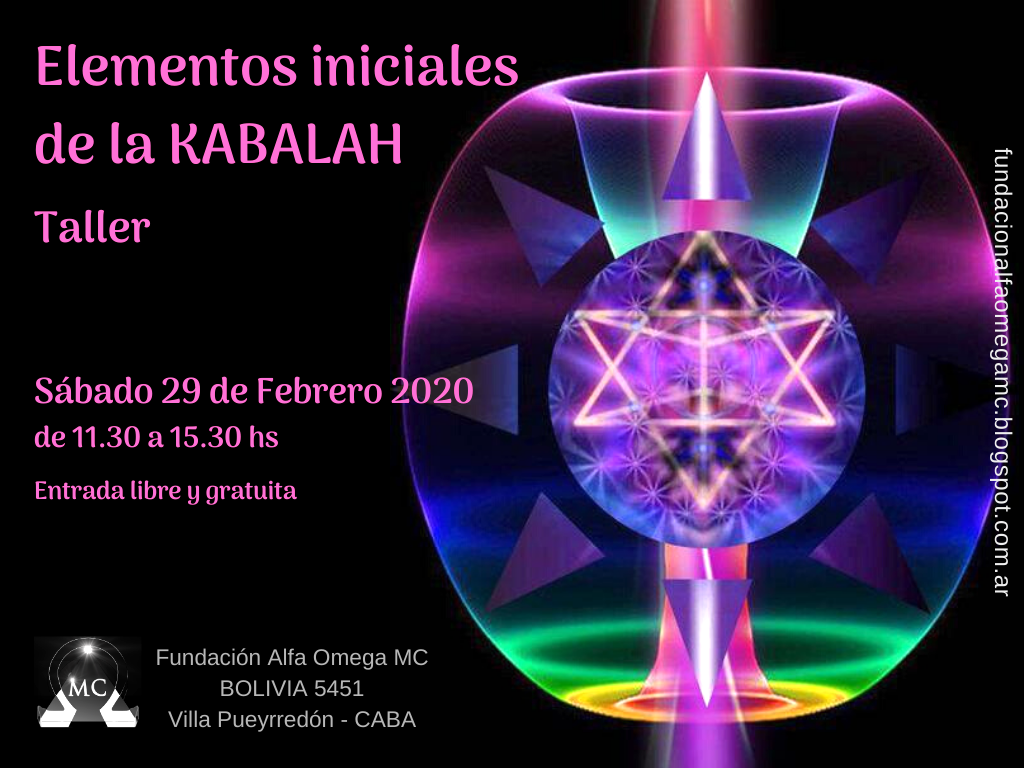 Elementos iniciales
de la KABALAH
Taller
Sábado 29 de Febrero 2020
de 11.30 a 15.30 hs
Entrada libre y gratuita
MC
Fundación Alfa Omega MC
BOLIVIA 5451
Villa Pueyrredón - CABA
fundacionalfaomegamc.blogspot.com.ar